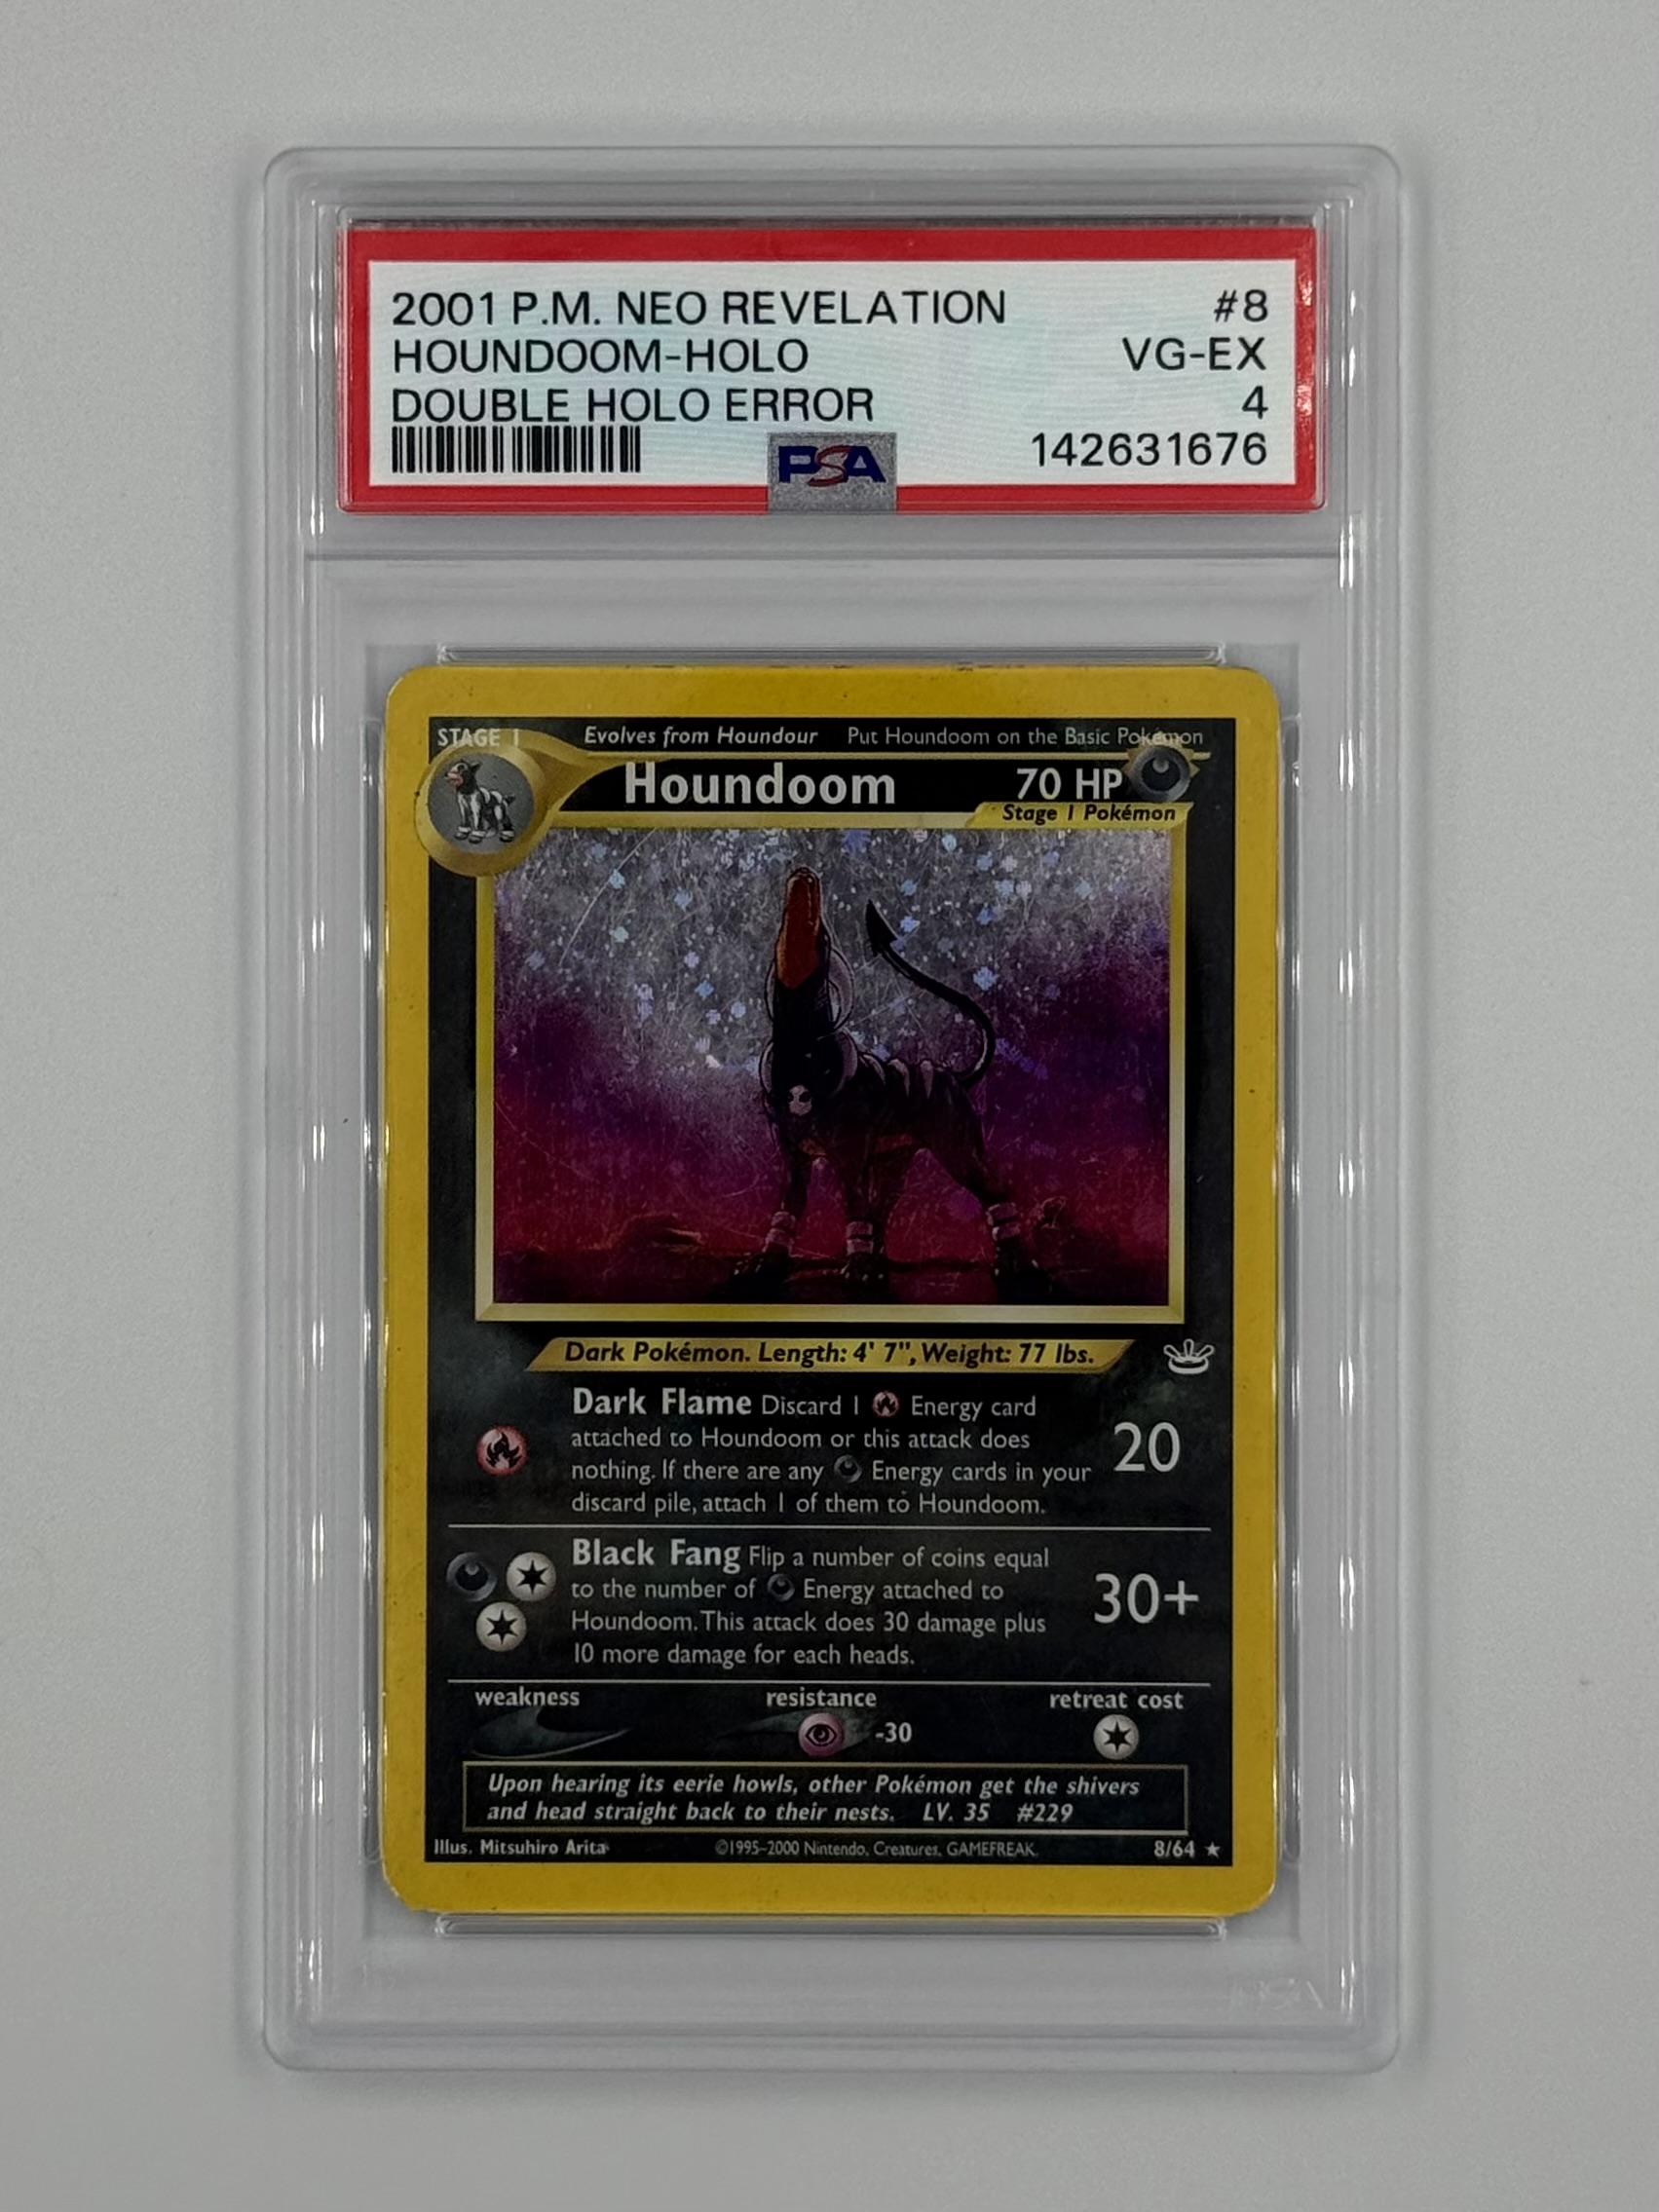 2001 P.M. NEO REVELATION #8
HOUNDOOM-HOLO VG-EX
DOUBLE HOLO ERROR 4
PSA 142631676
STAGE 1 Evolves from Houndour Put Houndoom on the Basic Pokémon
Houndoom 70 HP
Stage 1 Pokémon
Dark Pokémon. Length: 4' 7", Weight: 77 lbs.
Dark Flame Discard 1 Energy card
attached to Houndoom or this attack does
nothing. If there are any Energy cards in your
discard pile, attach 1 of them to Houndoom.
20
Black Fang Flip a number of coins equal
to the number of Energy attached to
Houndoom. This attack does 30 damage plus
10 more damage for each heads.
30+
weakness resistance retreat cost
-30
Upon hearing its eerie howls, other Pokémon get the shivers
and head straight back to their nests. LV. 35 #229
Illus. Mitsuhiro Arita ©1995–2000 Nintendo, Creatures, GAMEFREAK. 8/64 ★
PSA